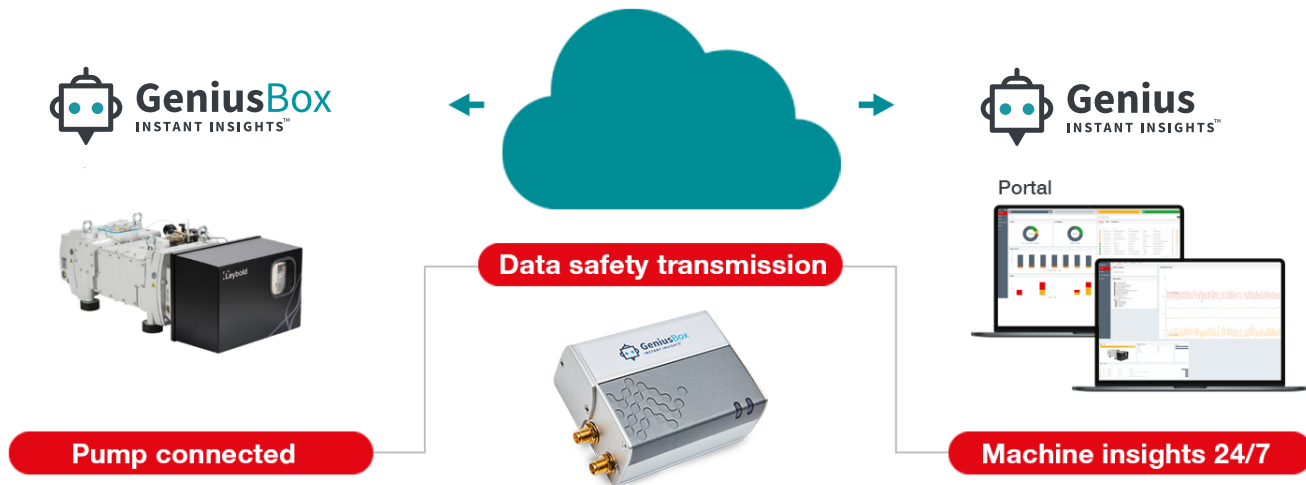 GeniusBox
INSTANT INSIGHTS™
Genius
INSTANT INSIGHTS™
Portal
Leybold
Data safety transmission
GeniusBox
INSTANT INSIGHTS
Pump connected
Machine insights 24/7